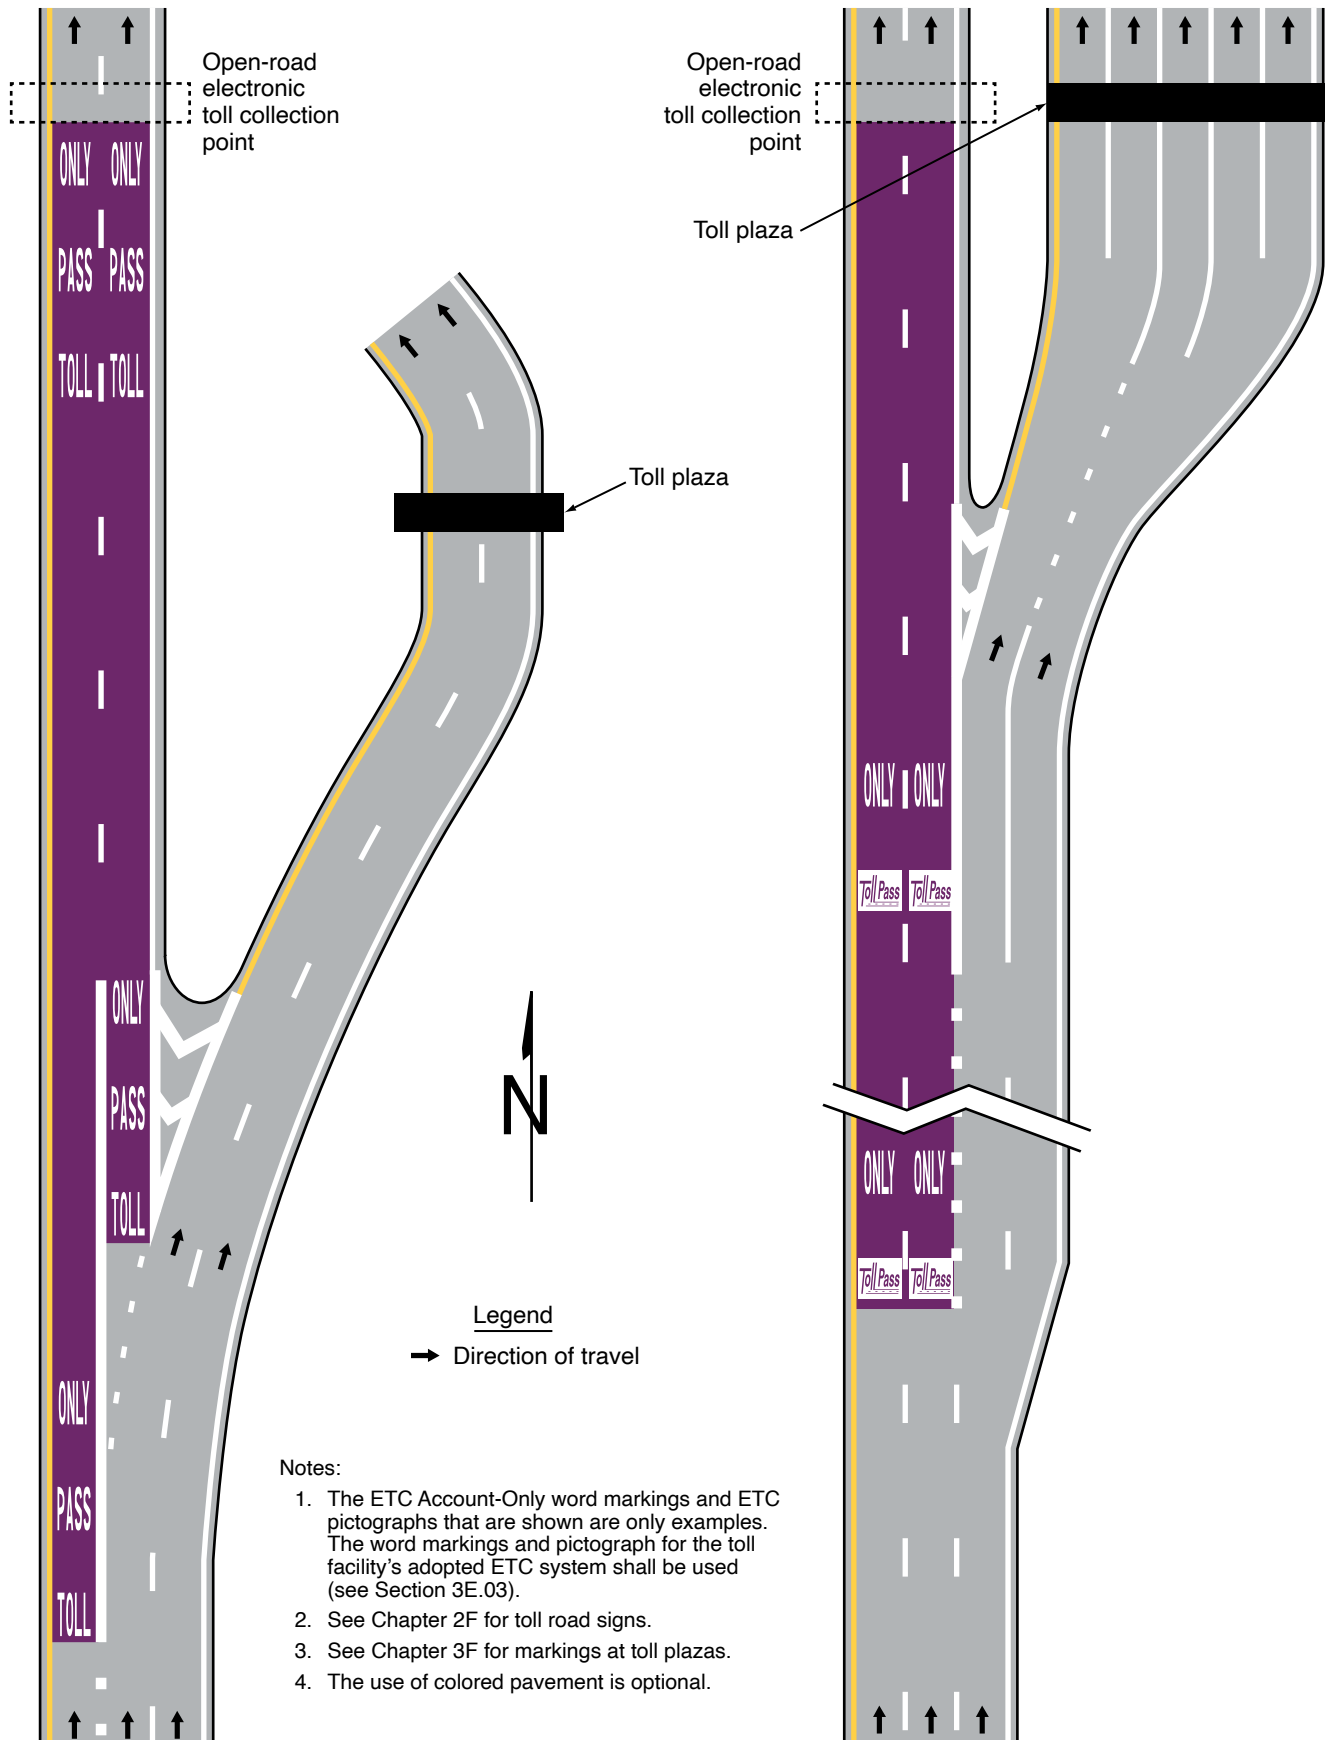 Open-road
electronic
toll collection
point
Open-road
electronic
toll collection
point
ONLY ONLY
PASS PASS
TOLL TOLL
Toll plaza
Toll plaza
ONLY ONLY
Toll Pass Toll Pass
ONLY
PASS
TOLL
N
ONLY ONLY
Toll Pass Toll Pass
Legend
Direction of travel
ONLY
PASS
TOLL
Notes:
1. The ETC Account-Only word markings and ETC
pictographs that are shown are only examples.
The word markings and pictograph for the toll
facility’s adopted ETC system shall be used
(see Section 3E.03).
2. See Chapter 2F for toll road signs.
3. See Chapter 3F for markings at toll plazas.
4. The use of colored pavement is optional.